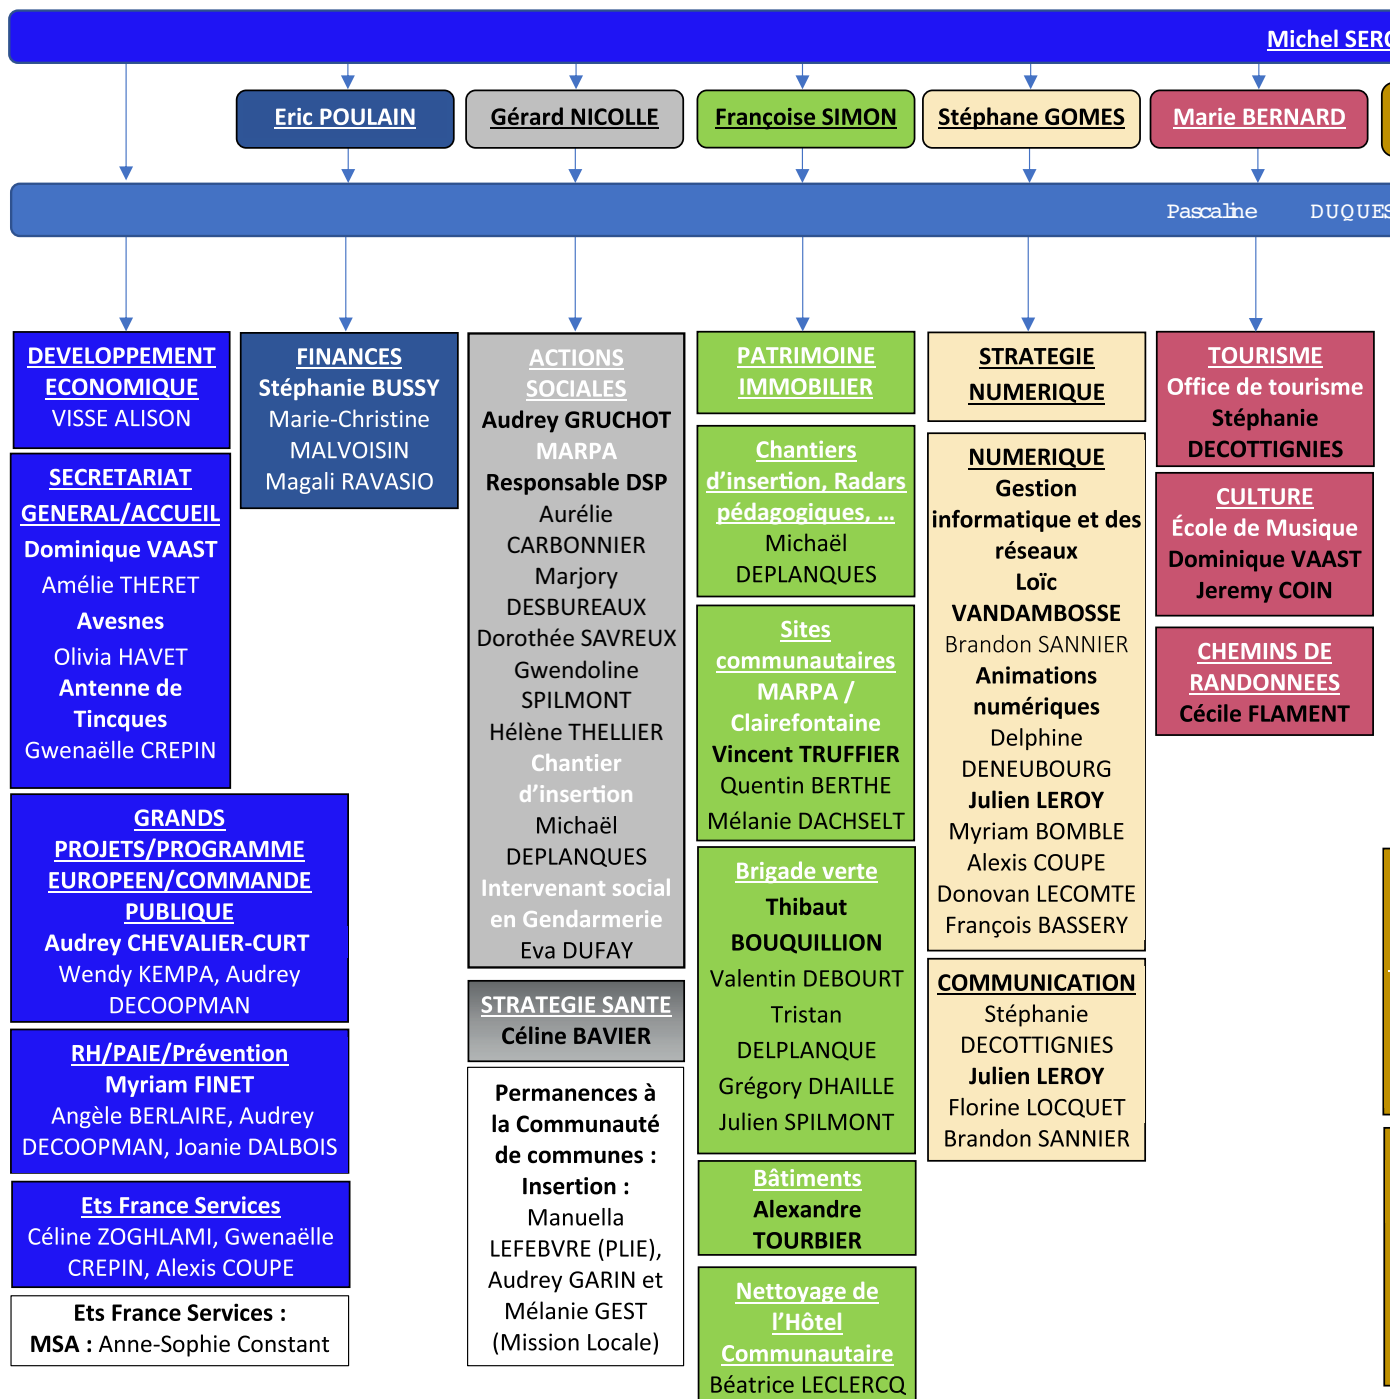 Michel SERG
Eric POULAIN
Gérard NICOLLE
Françoise SIMON
Stéphane GOMES
Marie BERNARD
Pascaline DUQUES
DEVELOPPEMENT
ECONOMIQUE
VISSE ALISON
SECRETARIAT
GENERAL/ACCUEIL
Dominique VAAST
Amélie THERET
Avesnes
Olivia HAVET
Antenne de
Tincques
Gwenaëlle CREPIN
GRANDS
PROJETS/PROGRAMME
EUROPEEN/COMMANDE
PUBLIQUE
Audrey CHEVALIER-CURT
Wendy KEMPA, Audrey
DECOOPMAN
RH/PAIE/Prévention
Myriam FINET
Angèle BERLAIRE, Audrey
DECOOPMAN, Joanie DALBOIS
Ets France Services
Céline ZOGHLAMI, Gwenaëlle
CREPIN, Alexis COUPE
Ets France Services :
MSA : Anne-Sophie Constant
FINANCES
Stéphanie BUSSY
Marie-Christine
MALVOISIN
Magali RAVASIO
ACTIONS
SOCIALES
Audrey GRUCHOT
MARPA
Responsable DSP
Aurélie
CARBONNIER
Marjory
DESBUREAUX
Dorothée SAVREUX
Gwendoline
SPILMONT
Hélène THELLIER
Chantier
d'insertion
Michaël
DEPLANQUES
Intervenant social
en Gendarmerie
Eva DUFAY
STRATEGIE SANTE
Céline BAVIER
Permanences à
la Communauté
de communes :
Insertion :
Manuella
LEFEBVRE (PLIE),
Audrey GARIN et
Mélanie GEST
(Mission Locale)
PATRIMOINE
IMMOBILIER
Chantiers
d'insertion, Radars
pédagogiques, ...
Michaël
DEPLANQUES
Sites
communautaires
MARPA /
Clairefontaine
Vincent TRUFFIER
Quentin BERTHE
Mélanie DACHSELT
Brigade verte
Thibaut
BOUQUILLION
Valentin DEBOURT
Tristan
DELPLANQUE
Grégory DHAILLE
Julien SPILMONT
Bâtiments
Alexandre
TOURBIER
Nettoyage de
l'Hôtel
Communautaire
Béatrice LECLERCQ
STRATEGIE
NUMERIQUE
NUMERIQUE
Gestion
informatique et des
réseaux
Loïc
VANDAMBOSSE
Brandon SANNIER
Animations
numériques
Delphine
DENEUBOURG
Julien LEROY
Myriam BOMBLE
Alexis COUPE
Donovan LECOMTE
François BASSERY
COMMUNICATION
Stéphanie
DECOTTIGNIES
Julien LEROY
Florine LOCQUET
Brandon SANNIER
TOURISME
Office de tourisme
Stéphanie
DECOTTIGNIES
CULTURE
École de Musique
Dominique VAAST
Jeremy COIN
CHEMINS DE
RANDONNEES
Cécile FLAMENT